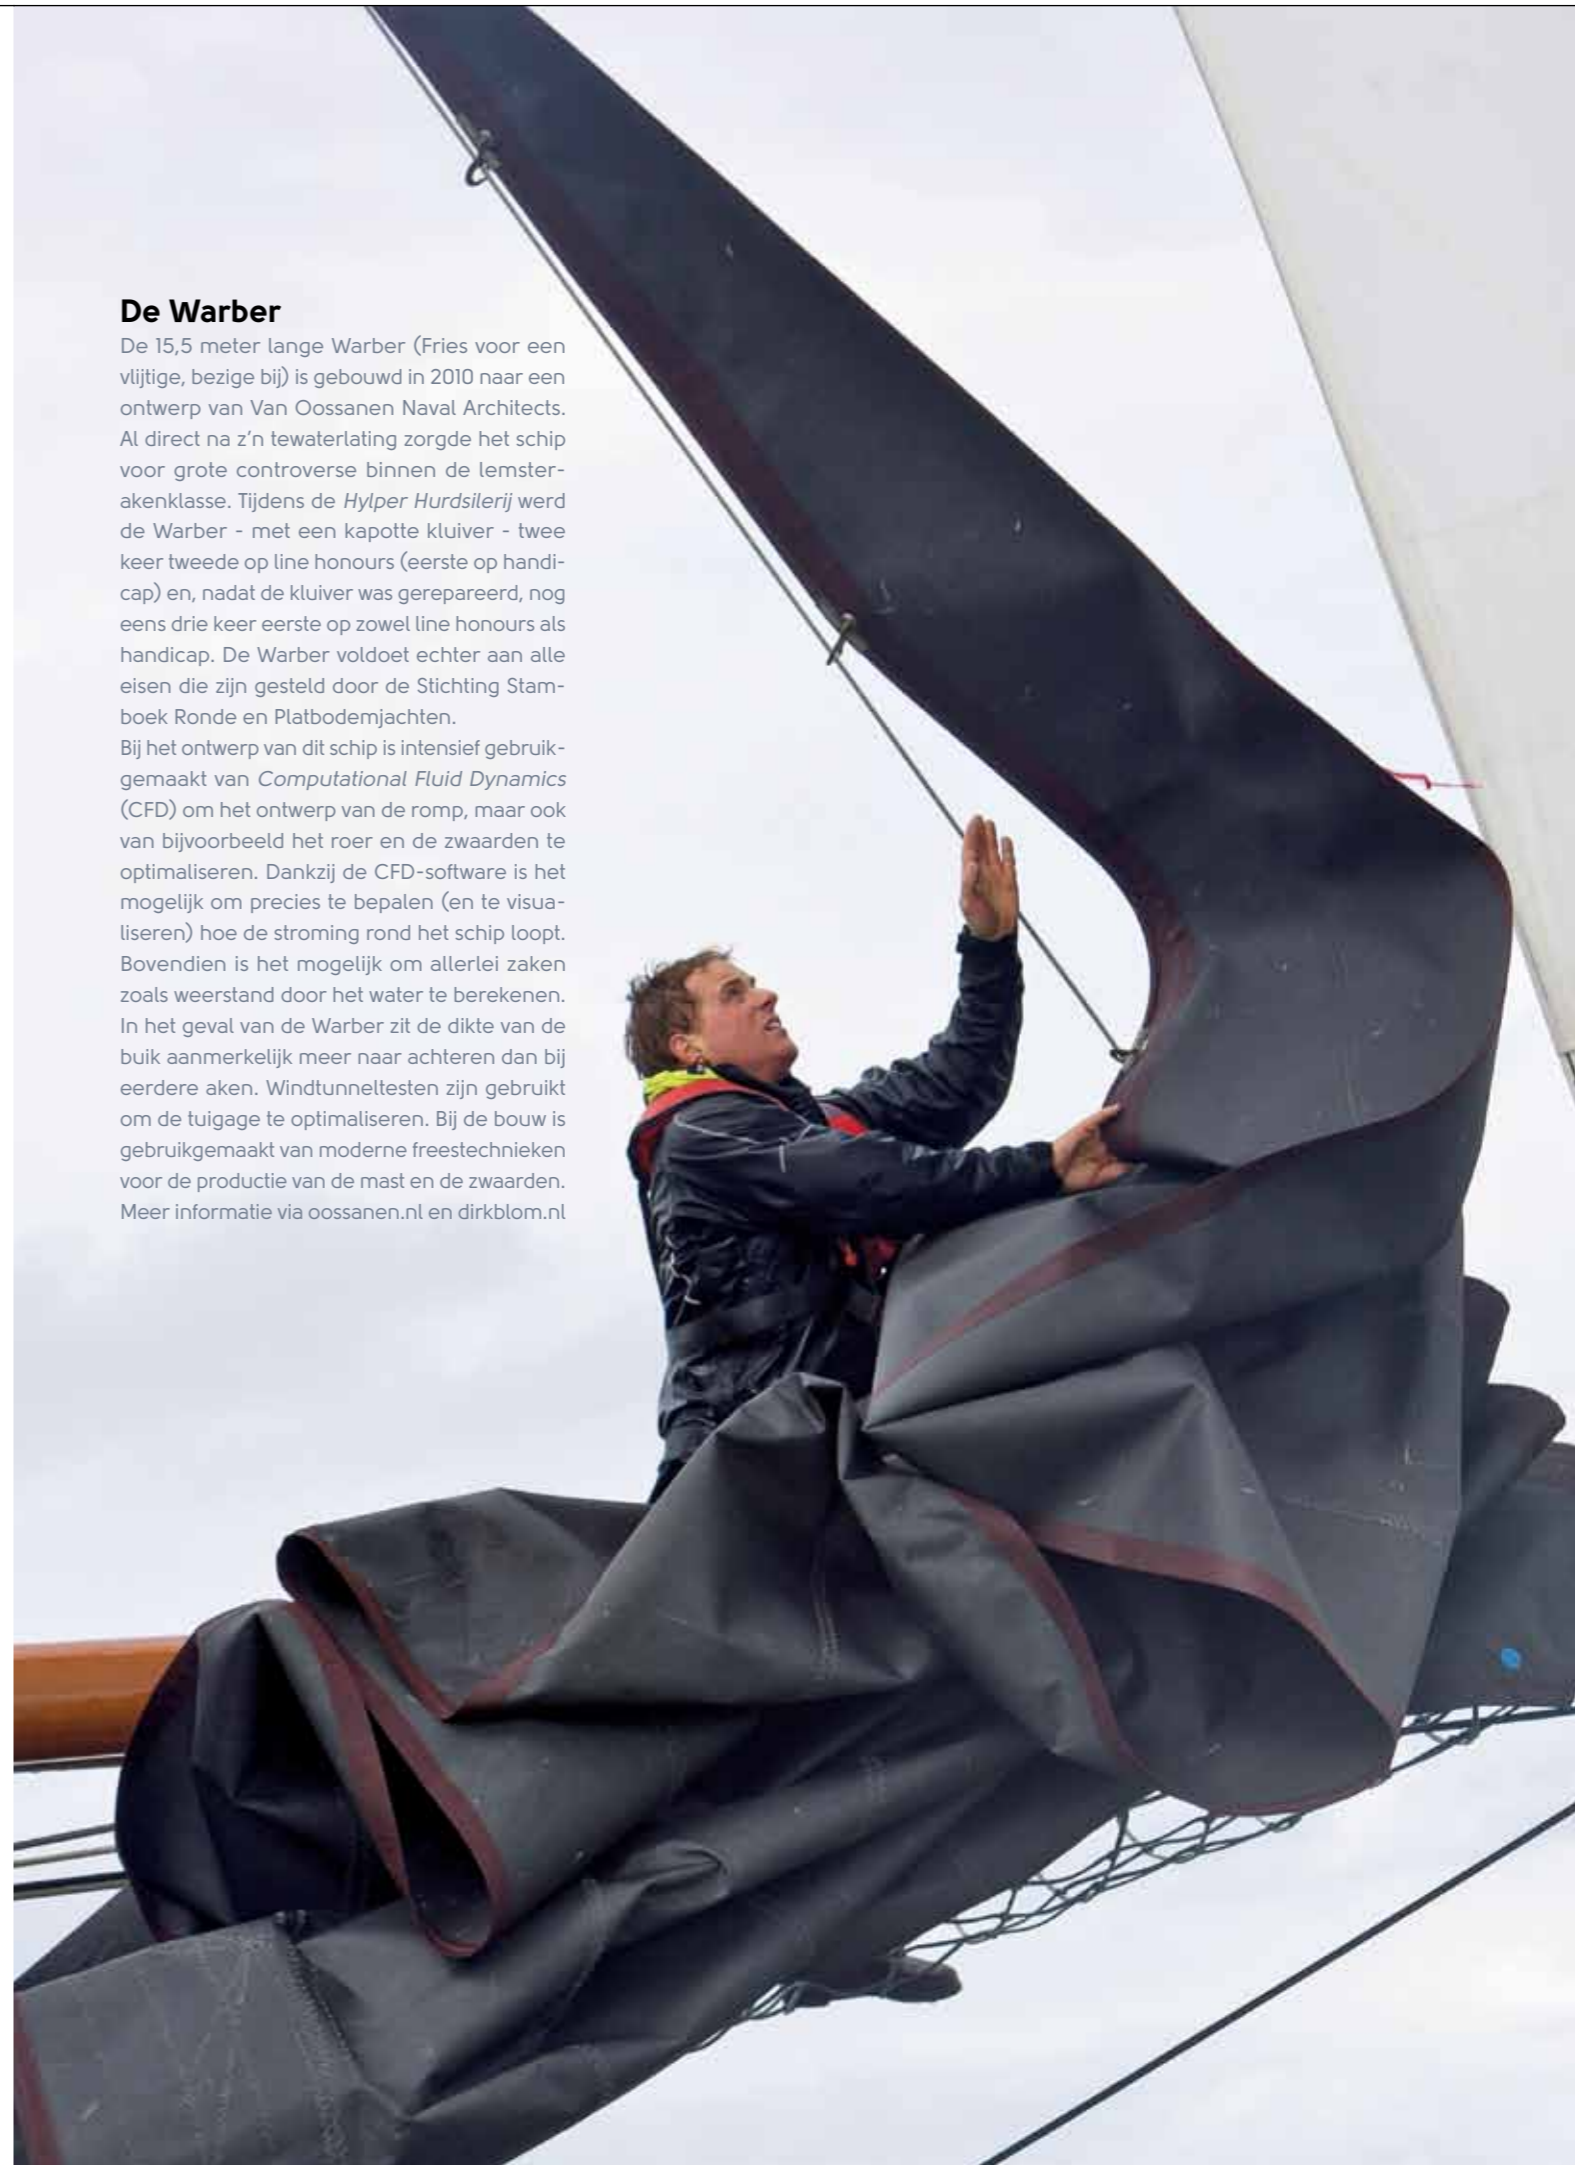 De Warber
De 15,5 meter lange Warber (Fries voor een
vlijtige, bezige bij) is gebouwd in 2010 naar een
ontwerp van Van Oossanen Naval Architects.
Al direct na z’n tewaterlating zorgde het schip
voor grote controverse binnen de lemster-
akenklasse. Tijdens de Hylper Hurdsilerij werd
de Warber - met een kapotte kluiver - twee
keer tweede op line honours (eerste op handi-
cap) en, nadat de kluiver was gerepareerd, nog
eens drie keer eerste op zowel line honours als
handicap. De Warber voldoet echter aan alle
eisen die zijn gesteld door de Stichting Stam-
boek Ronde en Platbodemjachten.
Bij het ontwerp van dit schip is intensief gebruik-
gemaakt van Computational Fluid Dynamics
(CFD) om het ontwerp van de romp, maar ook
van bijvoorbeeld het roer en de zwaarden te
optimaliseren. Dankzij de CFD-software is het
mogelijk om precies te bepalen (en te visua-
liseren) hoe de stroming rond het schip loopt.
Bovendien is het mogelijk om allerlei zaken
zoals weerstand door het water te berekenen.
In het geval van de Warber zit de dikte van de
buik aanmerkelijk meer naar achteren dan bij
eerdere aken. Windtunneltesten zijn gebruikt
om de tuigage te optimaliseren. Bij de bouw is
gebruikgemaakt van moderne freestechnieken
voor de productie van de mast en de zwaarden.
Meer informatie via oossanen.nl en dirkblom.nl